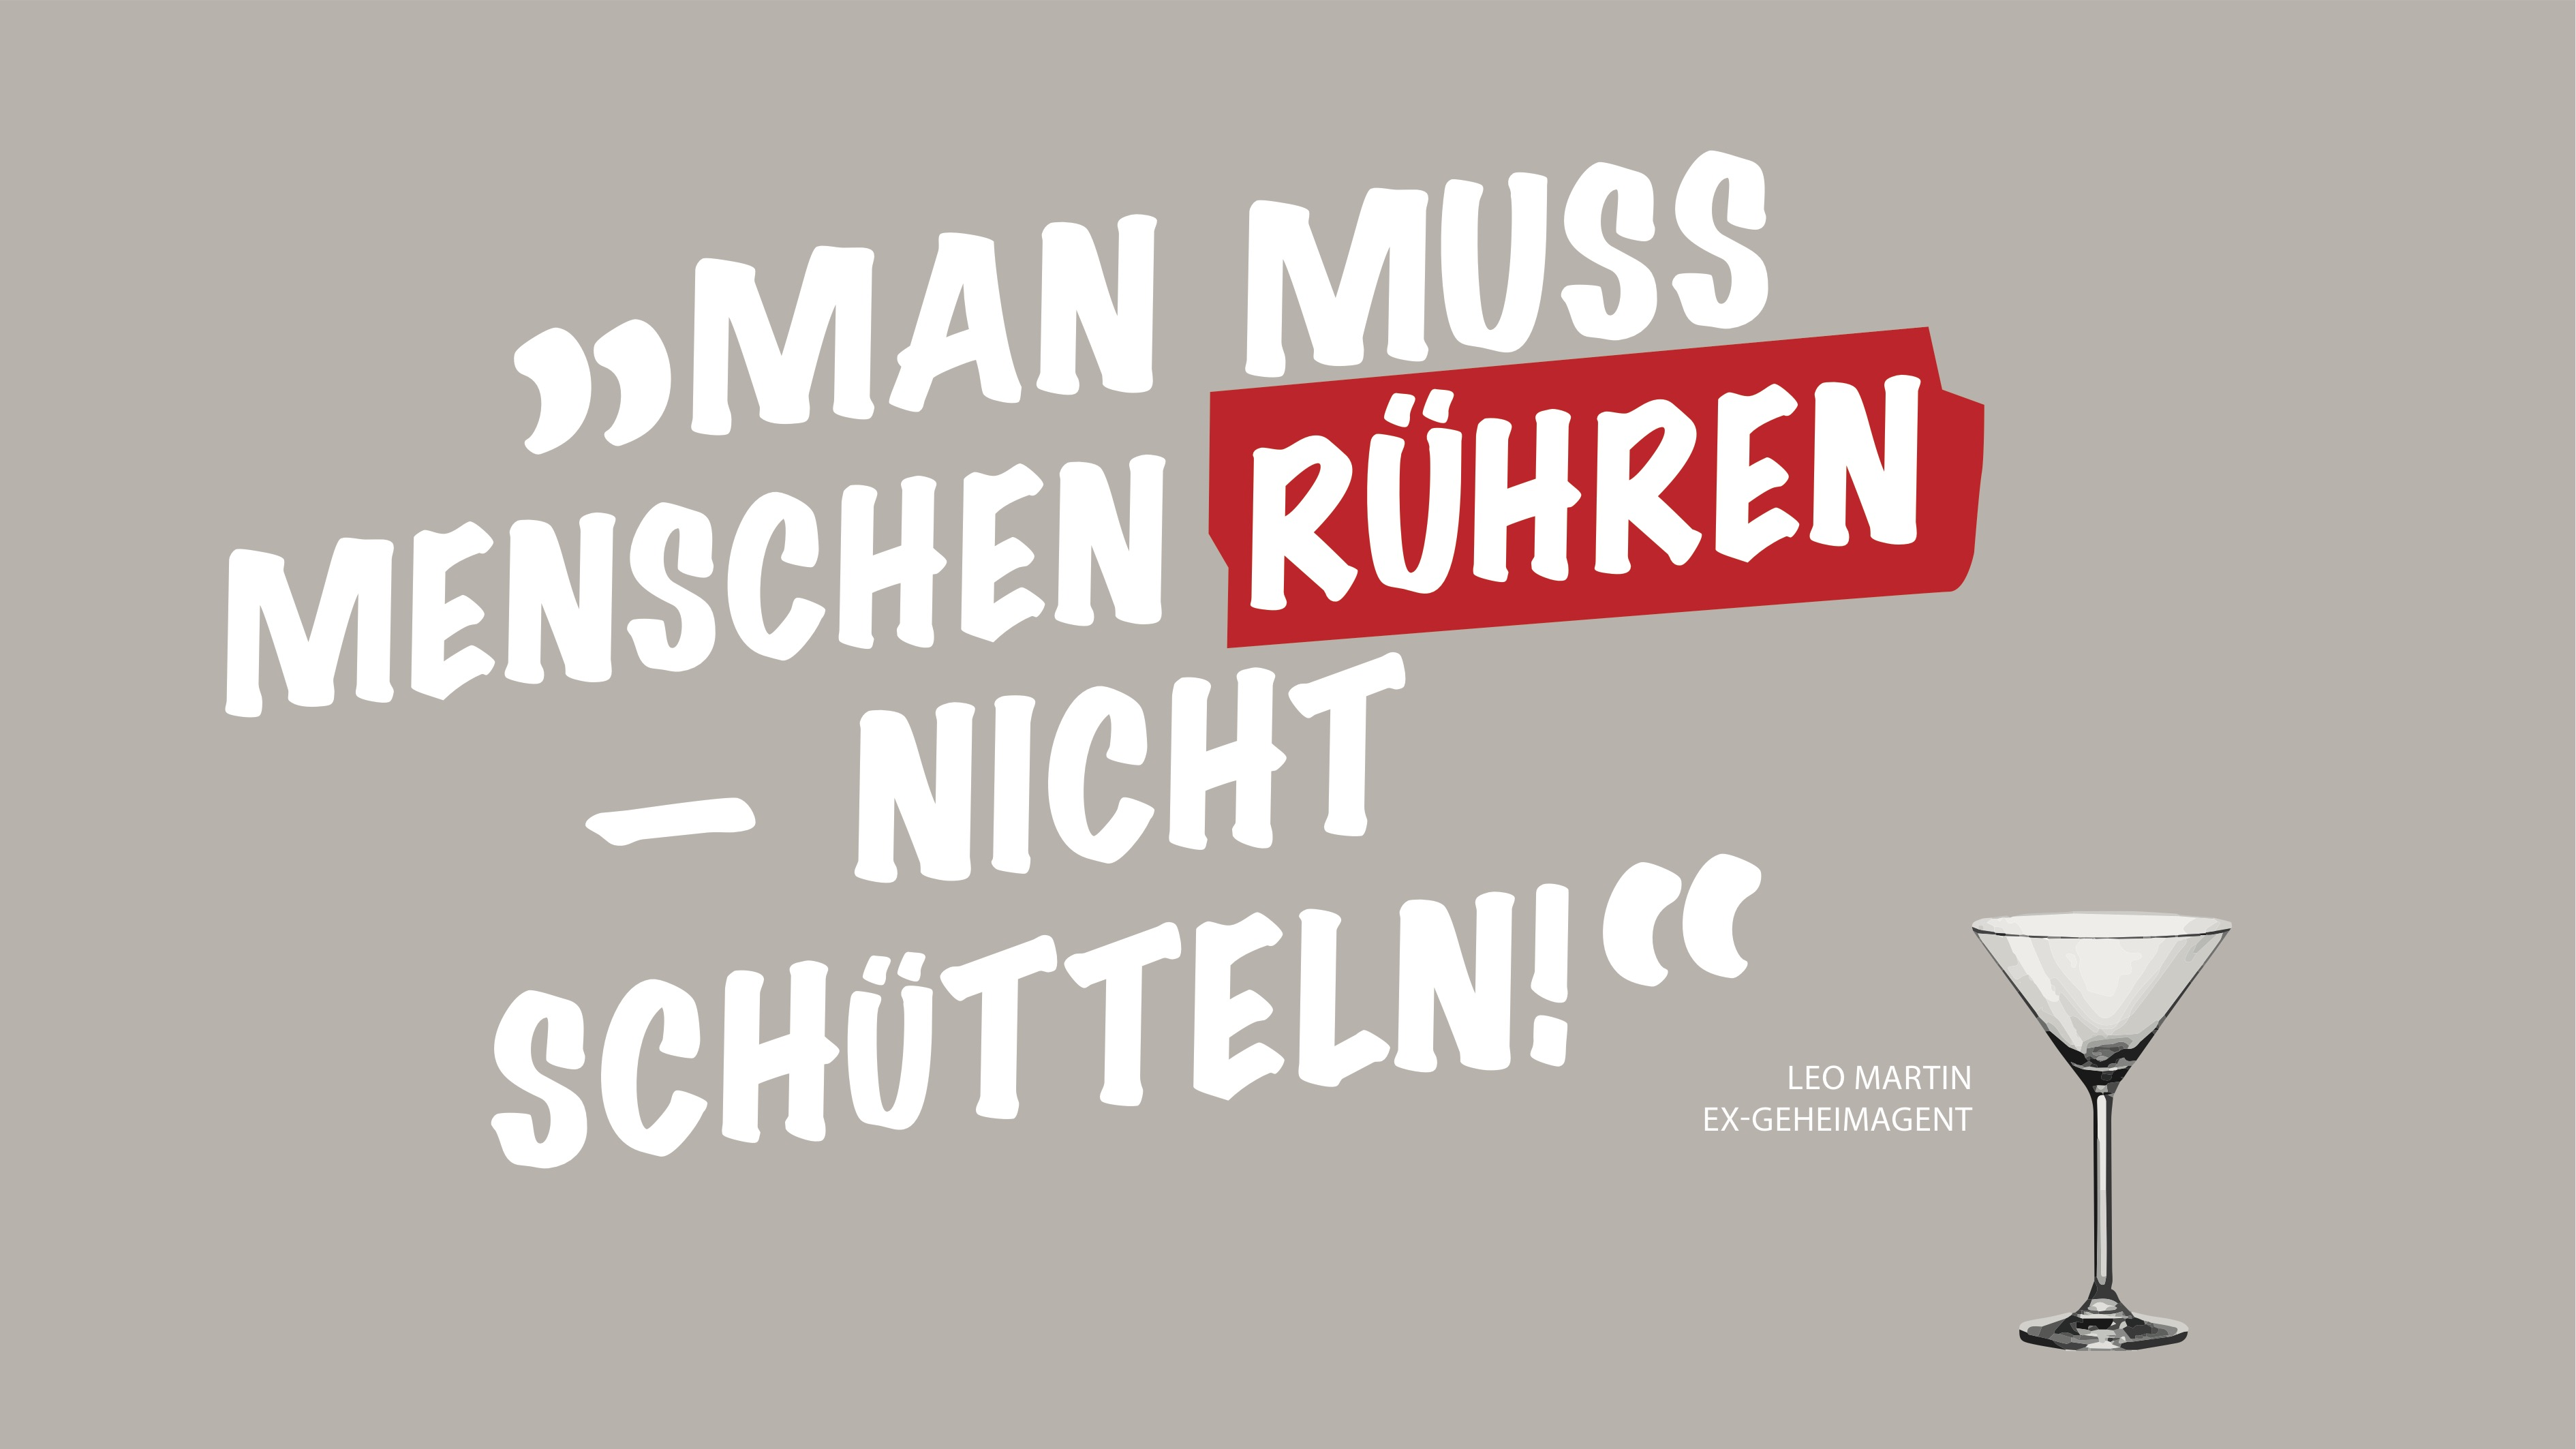 ”MAN MUSS
MENSCHEN RÜHREN
– NICHT
SCHÜTTELN!“
LEO MARTIN
EX-GEHEIMAGENT